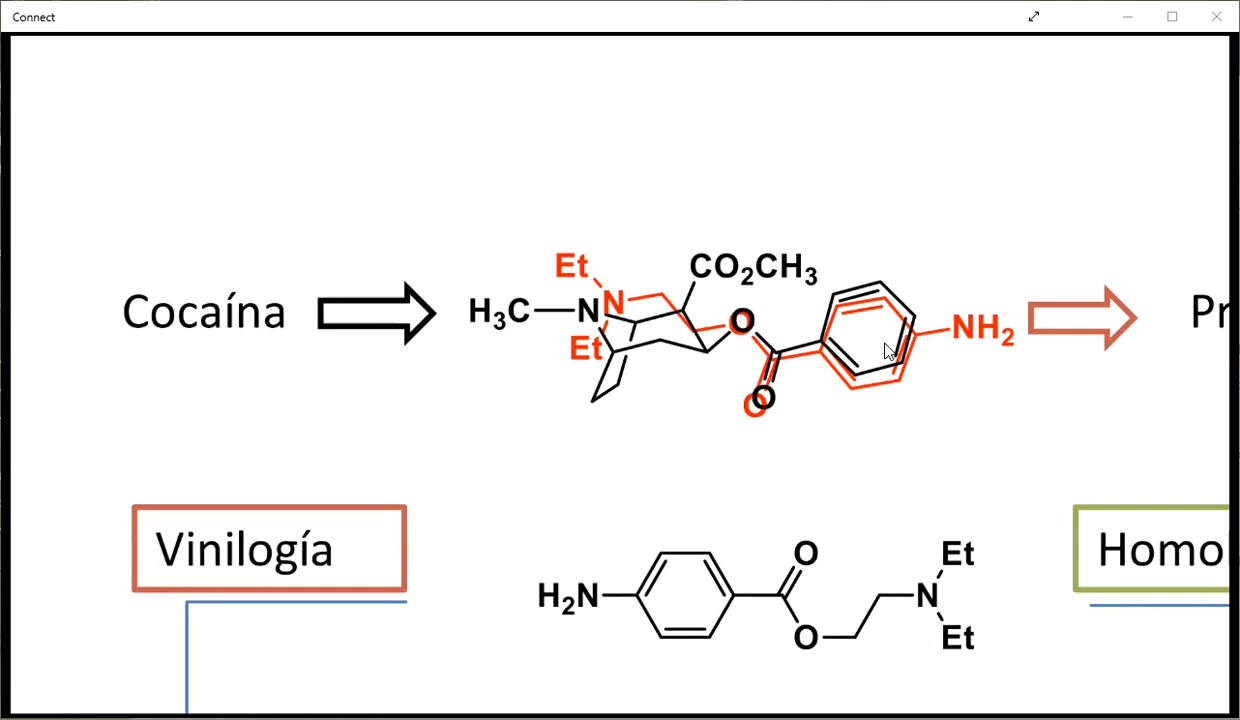 Connect
Cocaína
Et
CO2CH3
H3C
N
N
O
O
Et
NH2
O
O
Pr
Vinilogía
H2N
O
O
N
Et
Et
Homo